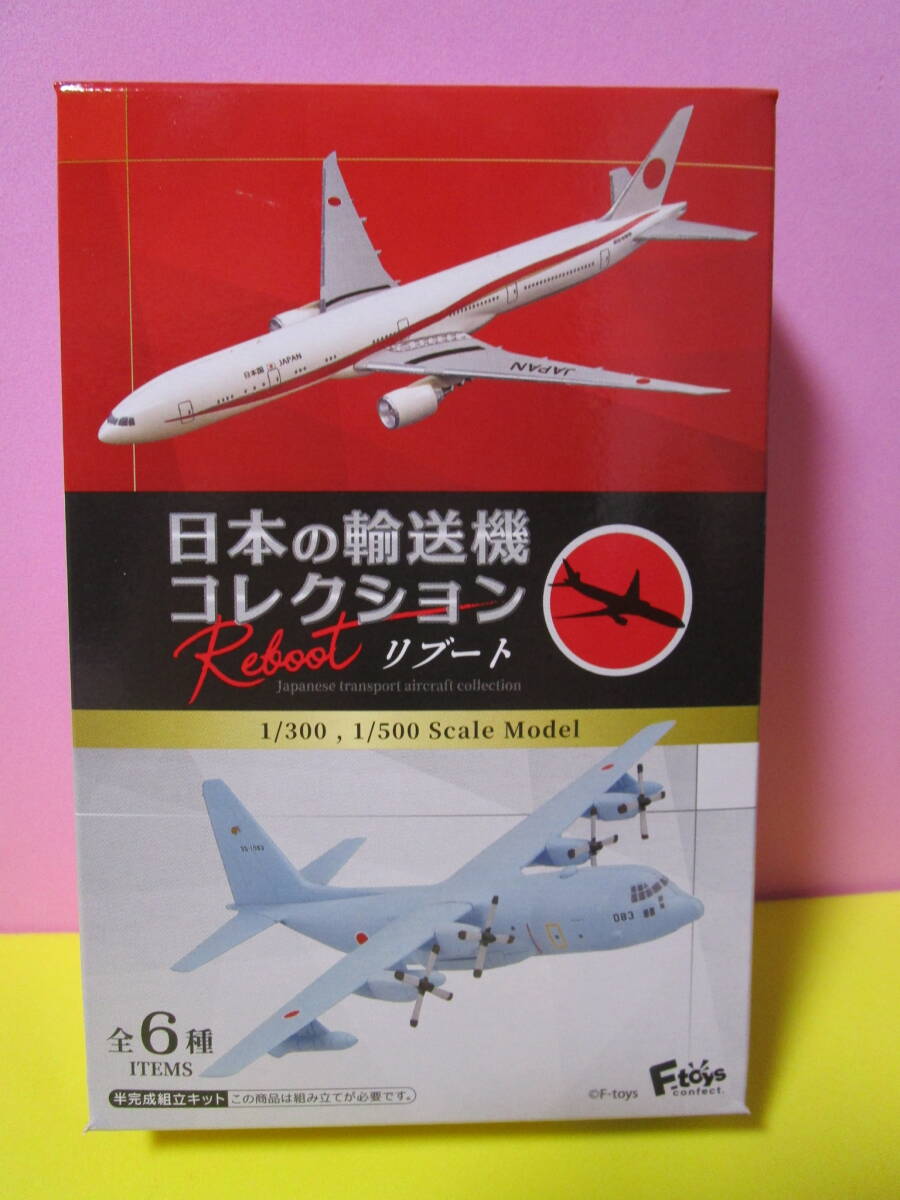 日本国 JAPAN
JAPAN
日本の輸送機
コレクション
Reboot リブート
Japanese transport aircraft collection
1/300 , 1/500 Scale Model
083
全6種
ITEMS
半完成組立キット この商品は組み立てが必要です。
©F-toys
F-toys
confect.